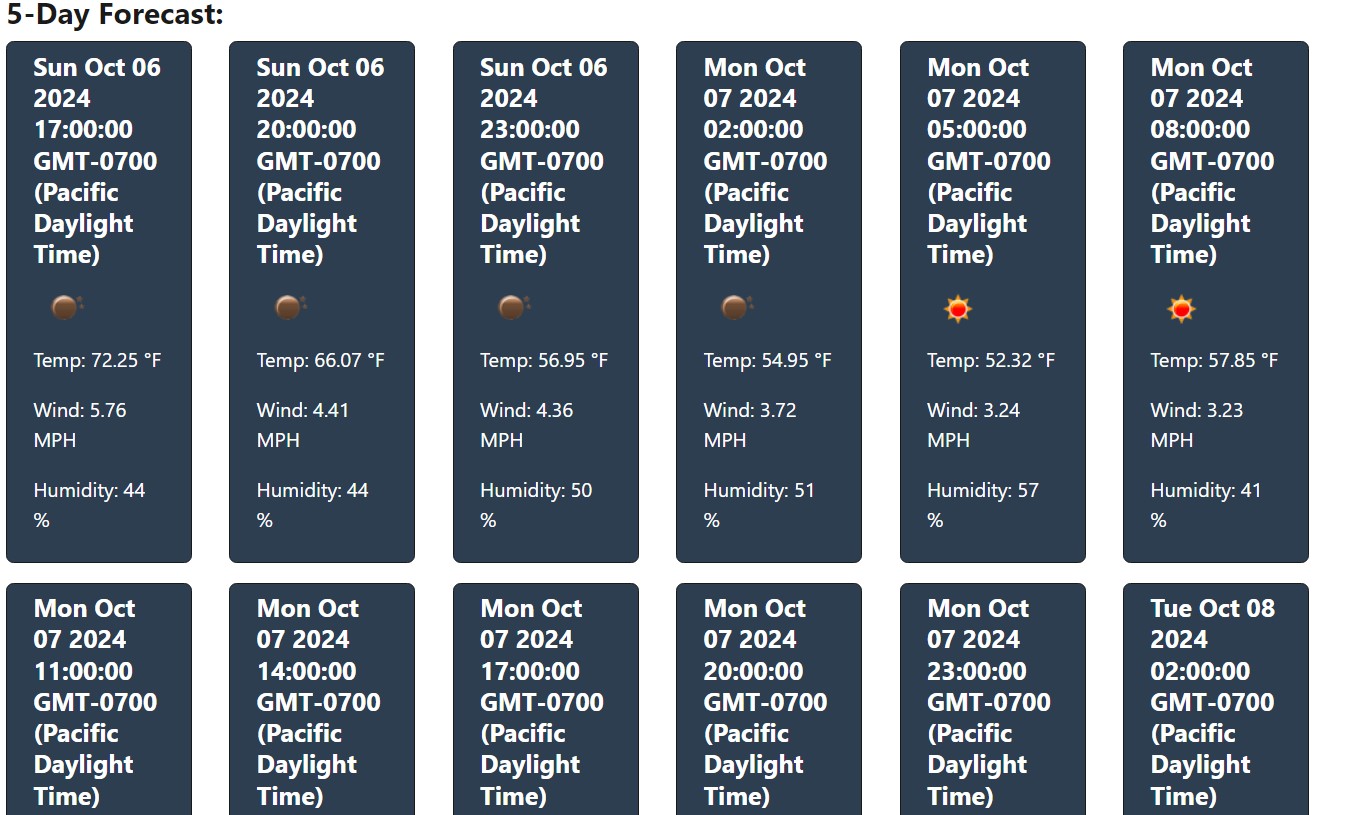 5-Day Forecast:
Sun Oct 06
2024
17:00:00
GMT-0700
(Pacific
Daylight
Time)
Temp: 72.25 °F
Wind: 5.76
MPH
Humidity: 44
%
Sun Oct 06
2024
20:00:00
GMT-0700
(Pacific
Daylight
Time)
Temp: 66.07 °F
Wind: 4.41
MPH
Humidity: 44
%
Sun Oct 06
2024
23:00:00
GMT-0700
(Pacific
Daylight
Time)
Temp: 56.95 °F
Wind: 4.36
MPH
Humidity: 50
%
Mon Oct
07 2024
02:00:00
GMT-0700
(Pacific
Daylight
Time)
Temp: 54.95 °F
Wind: 3.72
MPH
Humidity: 51
%
Mon Oct
07 2024
05:00:00
GMT-0700
(Pacific
Daylight
Time)
Temp: 52.32 °F
Wind: 3.24
MPH
Humidity: 57
%
Mon Oct
07 2024
08:00:00
GMT-0700
(Pacific
Daylight
Time)
Temp: 57.85 °F
Wind: 3.23
MPH
Humidity: 41
%
Mon Oct
07 2024
11:00:00
GMT-0700
(Pacific
Daylight
Time)
Mon Oct
07 2024
14:00:00
GMT-0700
(Pacific
Daylight
Time)
Mon Oct
07 2024
17:00:00
GMT-0700
(Pacific
Daylight
Time)
Mon Oct
07 2024
20:00:00
GMT-0700
(Pacific
Daylight
Time)
Mon Oct
07 2024
23:00:00
GMT-0700
(Pacific
Daylight
Time)
Tue Oct 08
2024
02:00:00
GMT-0700
(Pacific
Daylight
Time)